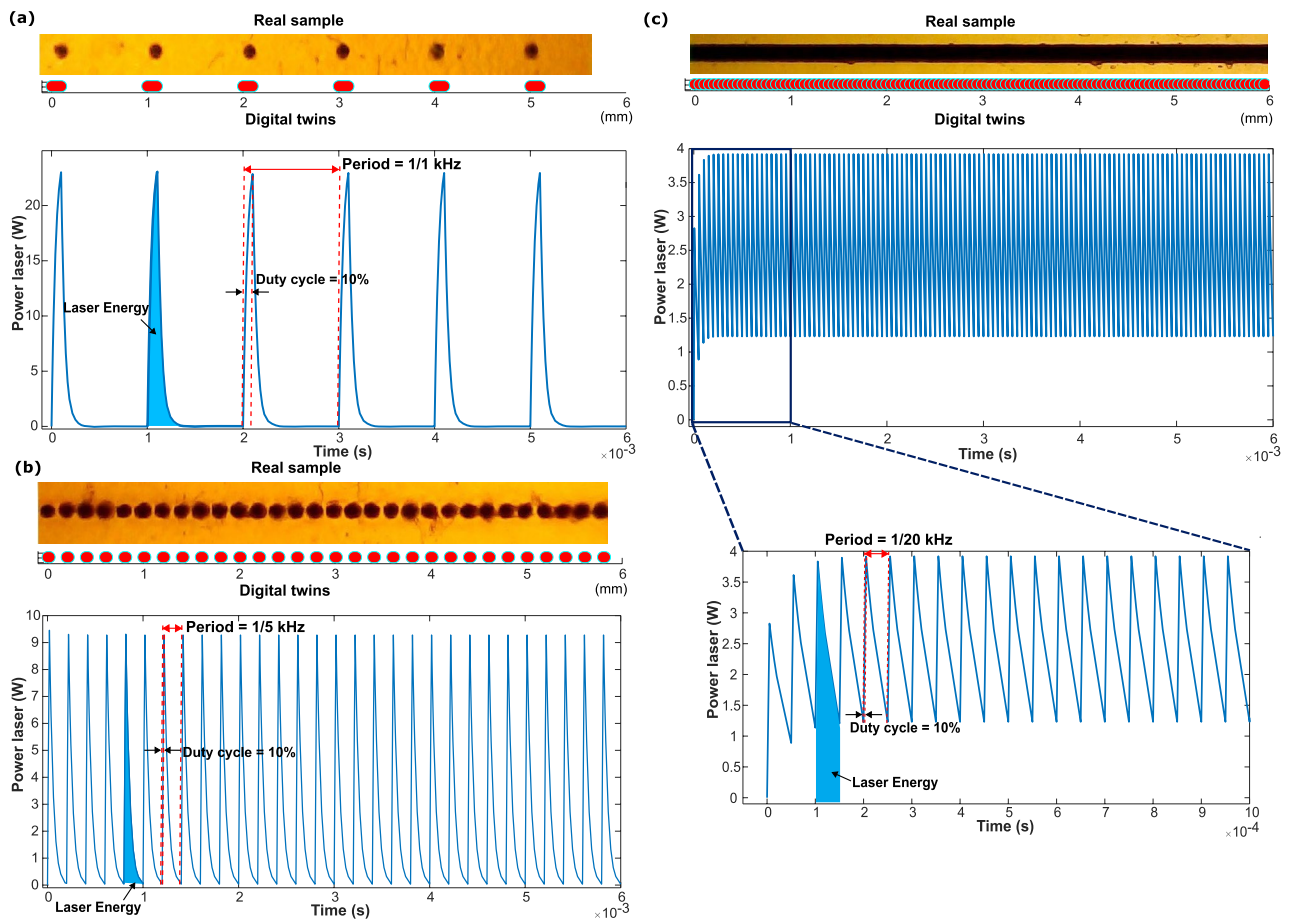 (a)
Real sample
0 1 2 3 4 5 6
Digital twins
(mm)
Power laser (W)
20
15
10
5
0
Period = 1/1 kHz
Duty cycle = 10%
Laser Energy
0 1 2 3 4 5 6
Time (s)
×10-3
(b)
Real sample
0 1 2 3 4 5 6
Digital twins
(mm)
Power laser (W)
10
9
8
7
6
5
4
3
2
1
0
Period = 1/5 kHz
Duty cycle = 10%
Laser Energy
0 1 2 3 4 5 6
Time (s)
×10-3
(c)
Real sample
0 1 2 3 4 5 6
Digital twins
(mm)
Power laser (W)
4
3.5
3
2.5
2
1.5
1
0.5
0
0 1 2 3 4 5 6
Time (s)
×10-3
Period = 1/20 kHz
Power laser (W)
4
3.5
3
2.5
2
1.5
1
0.5
0
Duty cycle = 10%
Laser Energy
0 1 2 3 4 5 6 7 8 9 10
Time (s)
×10-4